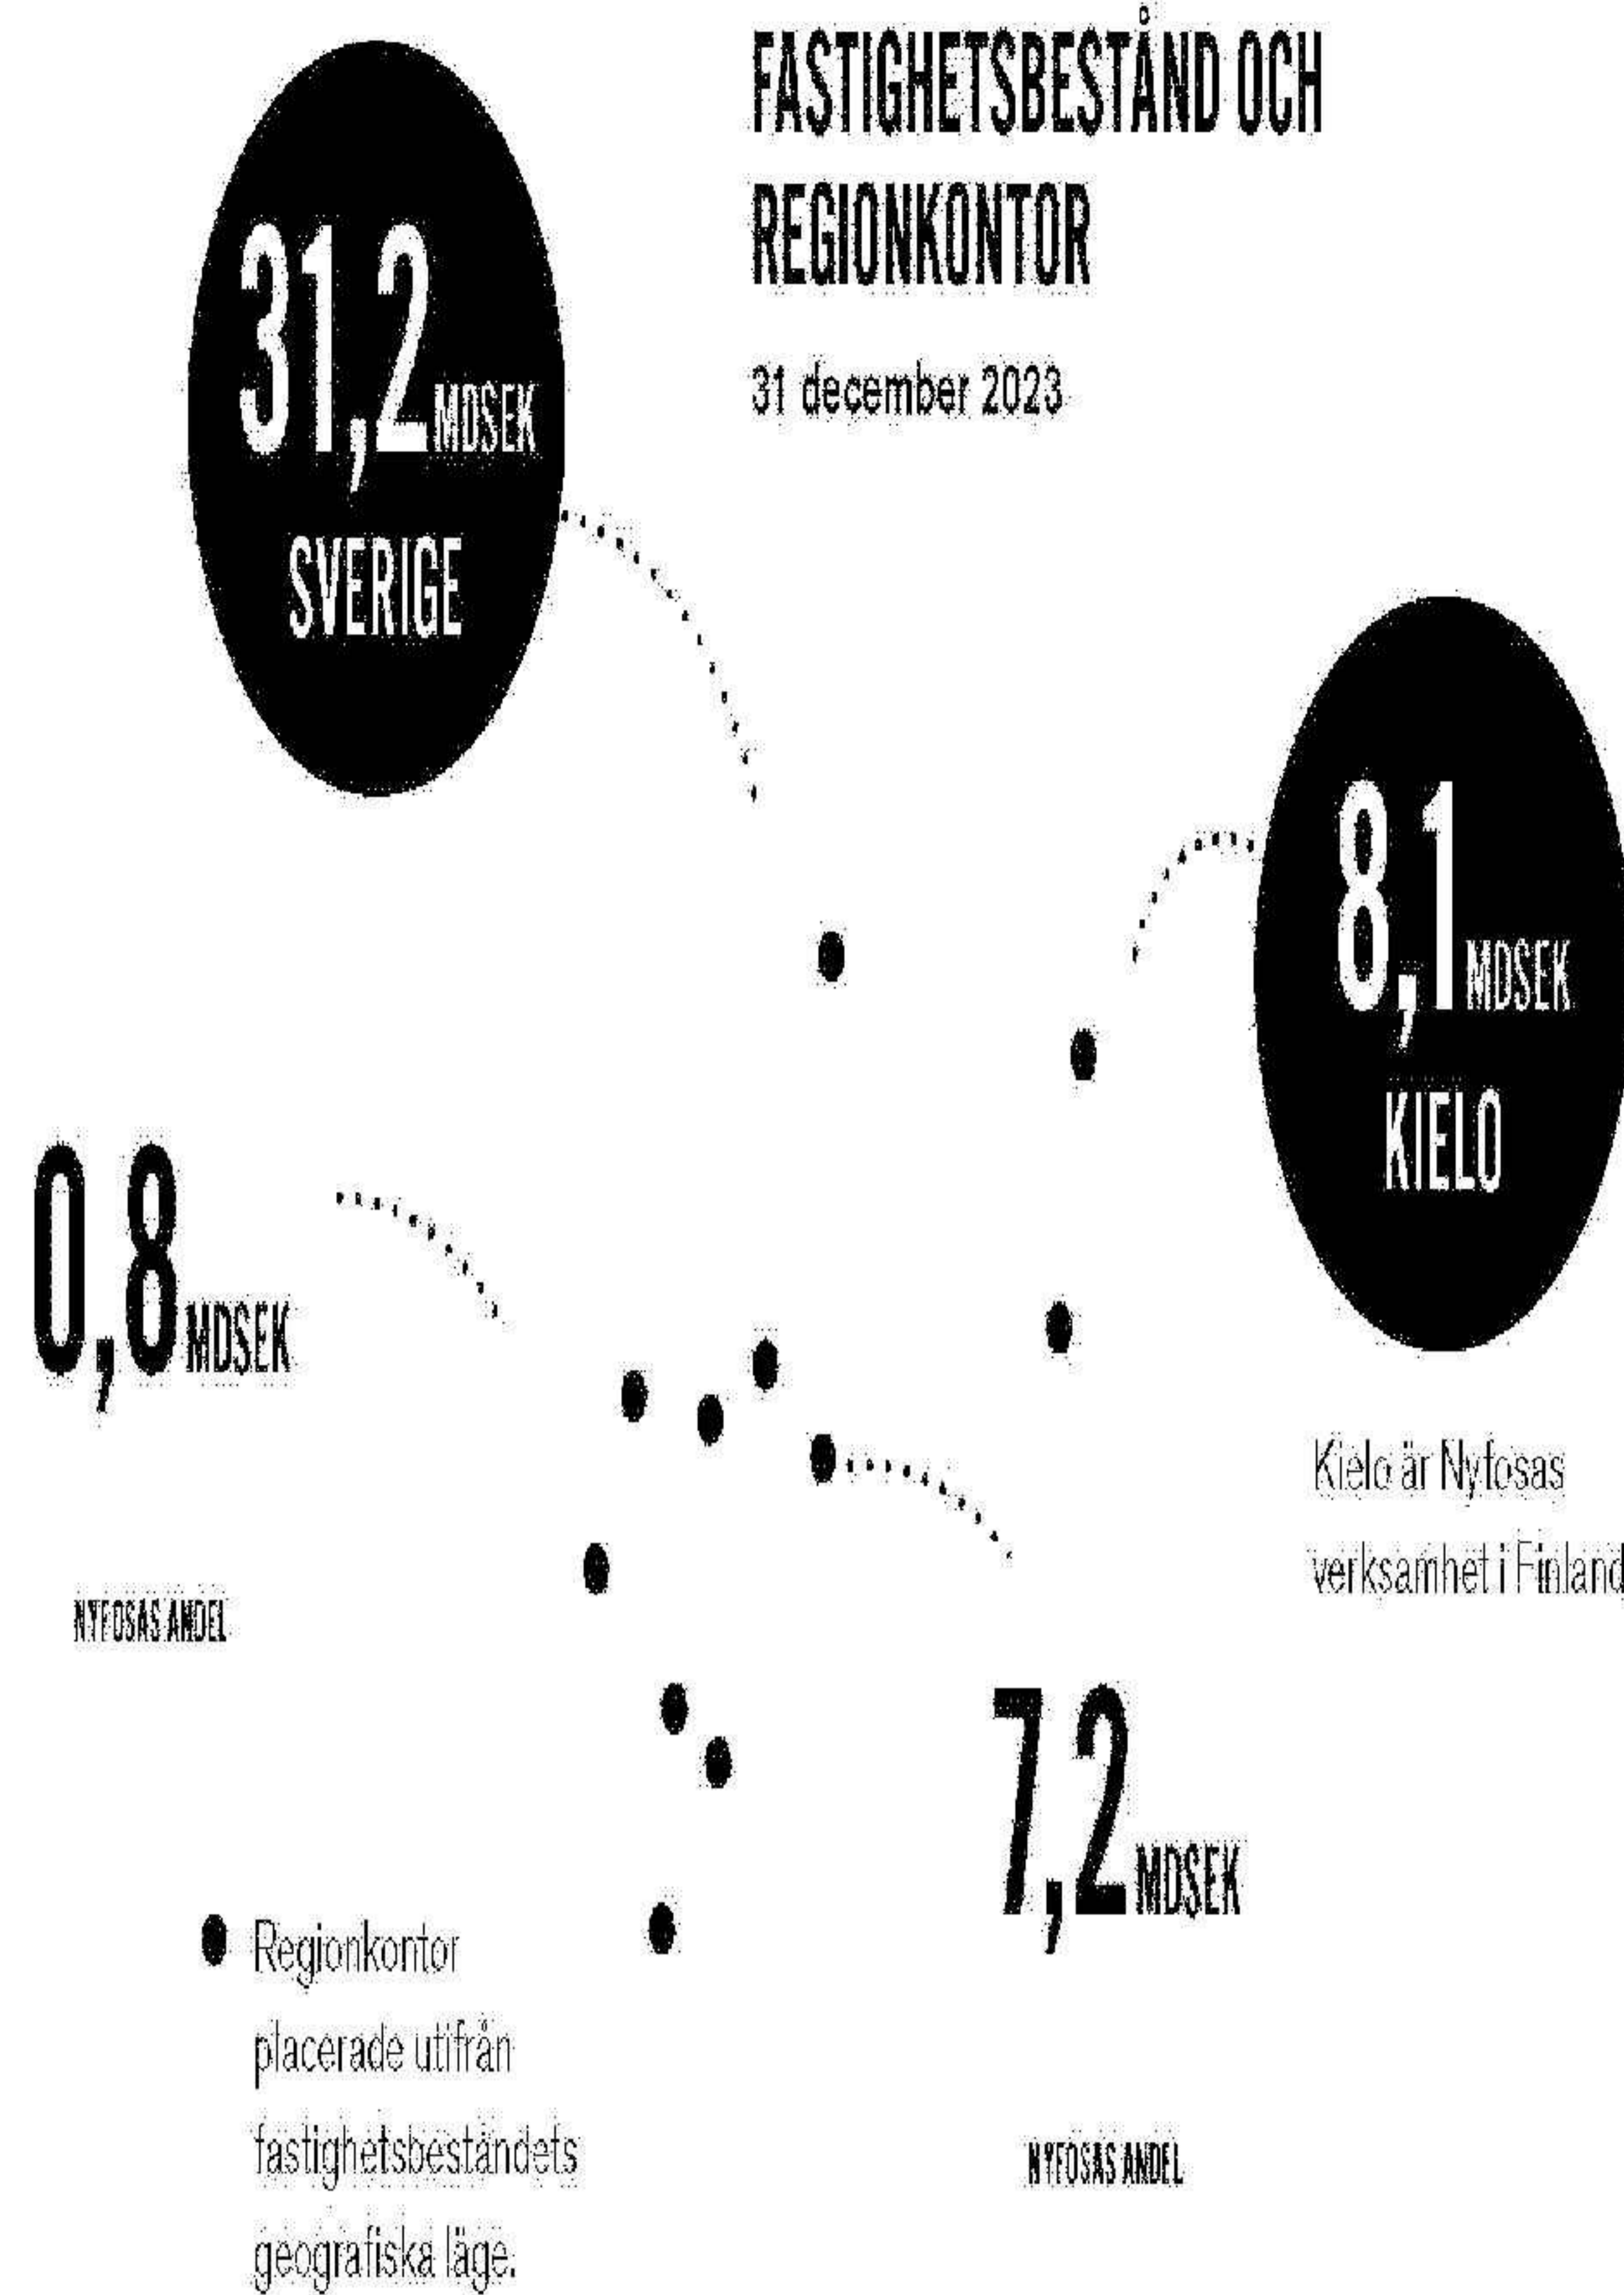 FASTIGHETSBESTÅND OCH
REGIONKONTOR
31 december 2023
31,2 MDSEK
SVERIGE
8,1 MDSEK
KIELO
Kielo är Nyfosas
verksamhet i Finland
0,8 MDSEK
NYFOSAS ANDEL
7,2 MDSEK
NYFOSAS ANDEL
Regionkontor
placerade utifrån
fastighetsbeståndets
geografiska läge.